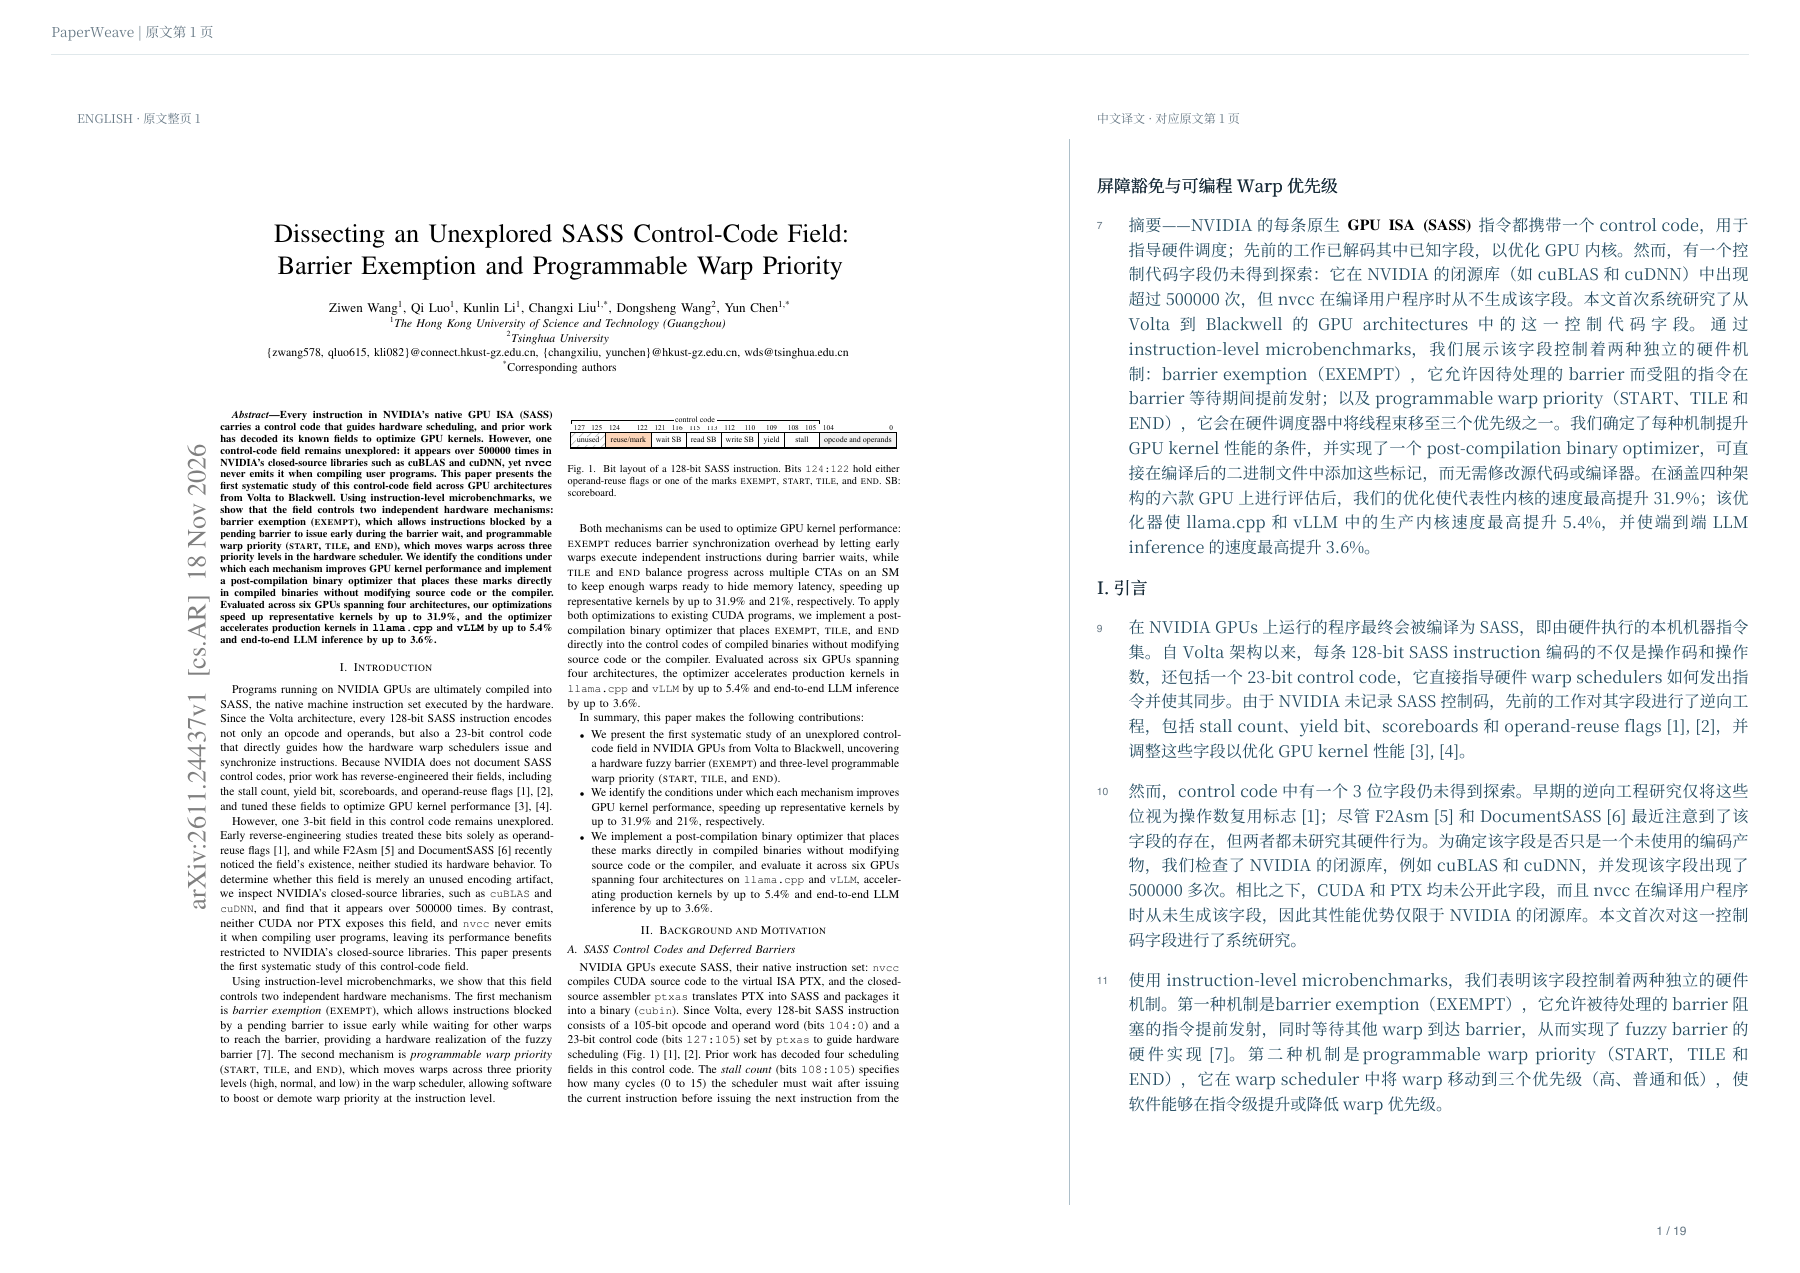 PaperWeave | 原文第 1 页
ENGLISH · 原文整页 1
Dissecting an Unexplored SASS Control-Code Field:
Barrier Exemption and Programmable Warp Priority
Ziwen Wang1, Qi Luo1, Kunlin Li1, Changxi Liu1,*, Dongsheng Wang2, Yun Chen1,*
1The Hong Kong University of Science and Technology (Guangzhou)
2Tsinghua University
{zwang578, qluo615, kli082}@connect.hkust-gz.edu.cn, {changxiliu, yunchen}@hkust-gz.edu.cn, wds@tsinghua.edu.cn
*Corresponding authors
arXiv:2611.24437v1 [cs.AR] 18 Nov 2026
Abstract—Every instruction in NVIDIA's native GPU ISA (SASS)
carries a control code that guides hardware scheduling, and prior work
has decoded its known fields to optimize GPU kernels. However, one
control-code field remains unexplored: it appears over 500000 times in
NVIDIA's closed-source libraries such as cuBLAS and cuDNN, yet nvcc
never emits it when compiling user programs. This paper presents the
first systematic study of this control-code field across GPU architectures
from Volta to Blackwell. Using instruction-level microbenchmarks, we
show that the field controls two independent hardware mechanisms:
barrier exemption (EXEMPT), which allows instructions blocked by a
pending barrier to issue early during the barrier wait, and programmable
warp priority (START, TILE, and END), which moves warps across three
priority levels in the hardware scheduler. We identify the conditions under
which each mechanism improves GPU kernel performance and implement
a post-compilation binary optimizer that places these marks directly
in compiled binaries without modifying source code or the compiler.
Evaluated across six GPUs spanning four architectures, our optimizations
speed up representative kernels by up to 31.9%, and the optimizer
accelerates production kernels in llama.cpp and vLLM by up to 5.4%
and end-to-end LLM inference by up to 3.6%.
I. INTRODUCTION
Programs running on NVIDIA GPUs are ultimately compiled into
SASS, the native machine instruction set executed by the hardware.
Since the Volta architecture, every 128-bit SASS instruction encodes
not only an opcode and operands, but also a 23-bit control code
that directly guides how the hardware warp schedulers issue and
synchronize instructions. Because NVIDIA does not document SASS
control codes, prior work has reverse-engineered their fields, including
the stall count, yield bit, scoreboards, and operand-reuse flags [1], [2],
and tuned these fields to optimize GPU kernel performance [3], [4].
However, one 3-bit field in this control code remains unexplored.
Early reverse-engineering studies treated these bits solely as operand-
reuse flags [1], and while F2Asm [5] and DocumentSASS [6] recently
noticed the field's existence, neither studied its hardware behavior. To
determine whether this field is merely an unused encoding artifact,
we inspect NVIDIA's closed-source libraries, such as cuBLAS and
cuDNN, and find that it appears over 500000 times. By contrast,
neither CUDA nor PTX exposes this field, and nvcc never emits
it when compiling user programs, leaving its performance benefits
restricted to NVIDIA's closed-source libraries. This paper presents
the first systematic study of this control-code field.
Using instruction-level microbenchmarks, we show that this field
controls two independent hardware mechanisms. The first mechanism
is barrier exemption (EXEMPT), which allows instructions blocked
by a pending barrier to issue early while waiting for other warps
to reach the barrier, providing a hardware realization of the fuzzy
barrier [7]. The second mechanism is programmable warp priority
(START, TILE, and END), which moves warps across three priority
levels (high, normal, and low) in the warp scheduler, allowing software
to boost or demote warp priority at the instruction level.
control code
127 125 124 122 121 116 115 113 112 110 109 108 105 104 0
unused reuse/mark wait SB read SB write SB yield stall opcode and operands
Fig. 1. Bit layout of a 128-bit SASS instruction. Bits 124:122 hold either
operand-reuse flags or one of the marks EXEMPT, START, TILE, and END. SB:
scoreboard.
Both mechanisms can be used to optimize GPU kernel performance:
EXEMPT reduces barrier synchronization overhead by letting early
warps execute independent instructions during barrier waits, while
TILE and END balance progress across multiple CTAs on an SM
to keep enough warps ready to hide memory latency, speeding up
representative kernels by up to 31.9% and 21%, respectively. To apply
both optimizations to existing CUDA programs, we implement a post-
compilation binary optimizer that places EXEMPT, TILE, and END
directly into the control codes of compiled binaries without modifying
source code or the compiler. Evaluated across six GPUs spanning
four architectures, the optimizer accelerates production kernels in
llama.cpp and vLLM by up to 5.4% and end-to-end LLM inference
by up to 3.6%.
In summary, this paper makes the following contributions:
• We present the first systematic study of an unexplored control-
code field in NVIDIA GPUs from Volta to Blackwell, uncovering
a hardware fuzzy barrier (EXEMPT) and three-level programmable
warp priority (START, TILE, and END).
• We identify the conditions under which each mechanism improves
GPU kernel performance, speeding up representative kernels by
up to 31.9% and 21%, respectively.
• We implement a post-compilation binary optimizer that places
these marks directly in compiled binaries without modifying
source code or the compiler, and evaluate it across six GPUs
spanning four architectures on llama.cpp and vLLM, acceler-
ating production kernels by up to 5.4% and end-to-end LLM
inference by up to 3.6%.
II. BACKGROUND AND MOTIVATION
A. SASS Control Codes and Deferred Barriers
NVIDIA GPUs execute SASS, their native instruction set: nvcc
compiles CUDA source code to the virtual ISA PTX, and the closed-
source assembler ptxas translates PTX into SASS and packages it
into a binary (cubin). Since Volta, every 128-bit SASS instruction
consists of a 105-bit opcode and operand word (bits 104:0) and a
23-bit control code (bits 127:105) set by ptxas to guide hardware
scheduling (Fig. 1) [1], [2]. Prior work has decoded four scheduling
fields in this control code. The stall count (bits 108:105) specifies
how many cycles (0 to 15) the scheduler must wait after issuing
the current instruction before issuing the next instruction from the
中文译文 · 对应原文第 1 页
屏障豁免与可编程 Warp 优先级
7 摘要——NVIDIA 的每条原生 GPU ISA (SASS) 指令都携带一个 control code，用于
指导硬件调度；先前的工作已解码其中已知字段，以优化 GPU 内核。然而，有一个控
制代码字段仍未得到探索：它在 NVIDIA 的闭源库（如 cuBLAS 和 cuDNN）中出现
超过 500000 次，但 nvcc 在编译用户程序时从不生成该字段。本文首次系统研究了从
Volta 到 Blackwell 的 GPU architectures 中的这一控制代码字段。通过
instruction-level microbenchmarks，我们展示该字段控制着两种独立的硬件机
制：barrier exemption（EXEMPT），它允许因待处理的 barrier 而受阻的指令在
barrier 等待期间提前发射；以及 programmable warp priority（START、TILE 和
END），它会在硬件调度器中将线程束移至三个优先级之一。我们确定了每种机制提升
GPU kernel 性能的条件，并实现了一个 post-compilation binary optimizer，可直
接在编译后的二进制文件中添加这些标记，而无需修改源代码或编译器。在涵盖四种架
构的六款 GPU 上进行评估后，我们的优化使代表性内核的速度最高提升 31.9%；该优
化器使 llama.cpp 和 vLLM 中的生产内核速度最高提升 5.4%，并使端到端 LLM
inference 的速度最高提升 3.6%。
I. 引言
9 在 NVIDIA GPUs 上运行的程序最终会被编译为 SASS，即由硬件执行的本机机器指令
集。自 Volta 架构以来，每条 128-bit SASS instruction 编码的不仅是操作码和操作
数，还包括一个 23-bit control code，它直接指导硬件 warp schedulers 如何发出指
令并使其同步。由于 NVIDIA 未记录 SASS 控制码，先前的工作对其字段进行了逆向工
程，包括 stall count、yield bit、scoreboards 和 operand-reuse flags [1], [2]，并
调整这些字段以优化 GPU kernel 性能 [3], [4]。
10 然而，control code 中有一个 3 位字段仍未得到探索。早期的逆向工程研究仅将这些
位视为操作数复用标志 [1]；尽管 F2Asm [5] 和 DocumentSASS [6] 最近注意到了该
字段的存在，但两者都未研究其硬件行为。为确定该字段是否只是一个未使用的编码产
物，我们检查了 NVIDIA 的闭源库，例如 cuBLAS 和 cuDNN，并发现该字段出现了
500000 多次。相比之下，CUDA 和 PTX 均未公开此字段，而且 nvcc 在编译用户程序
时从未生成该字段，因此其性能优势仅限于 NVIDIA 的闭源库。本文首次对这一控制
码字段进行了系统研究。
11 使用 instruction-level microbenchmarks，我们表明该字段控制着两种独立的硬件
机制。第一种机制是barrier exemption（EXEMPT），它允许被待处理的 barrier 阻
塞的指令提前发射，同时等待其他 warp 到达 barrier，从而实现了 fuzzy barrier 的
硬件实现 [7]。第二种机制是programmable warp priority（START，TILE 和
END），它在 warp scheduler 中将 warp 移动到三个优先级（高、普通和低），使
软件能够在指令级提升或降低 warp 优先级。
1 / 19